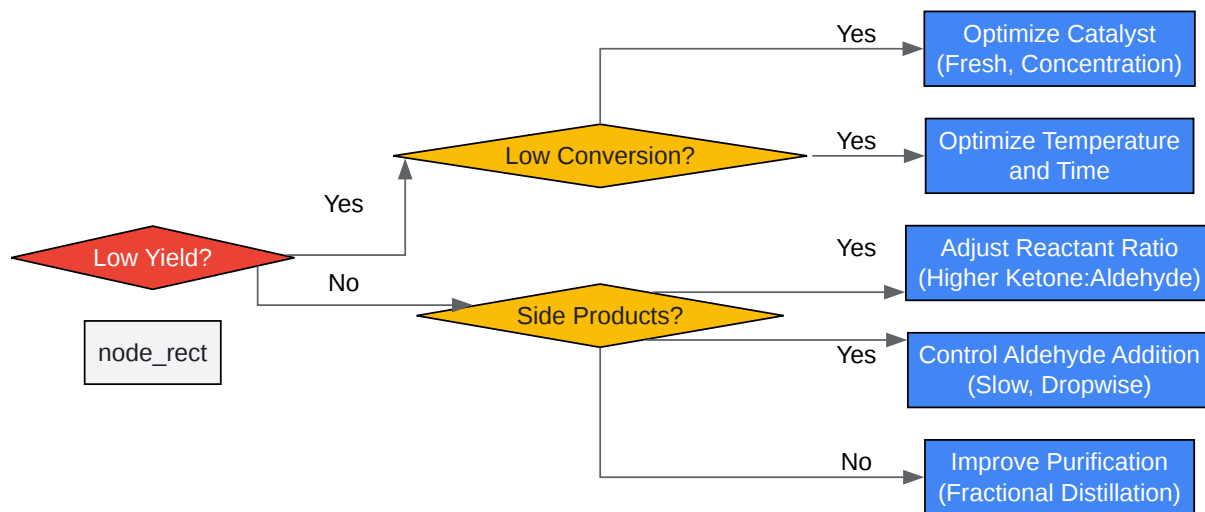 Yes
Optimize Catalyst
(Fresh, Concentration)
Low Conversion?
Yes
Optimize Temperature
and Time
Yes
Low Yield?
No
Yes
Adjust Reactant Ratio
(Higher Ketone:Aldehyde)
Side Products?
node_rect
Yes
Control Aldehyde Addition
(Slow, Dropwise)
No
Improve Purification
(Fractional Distillation)